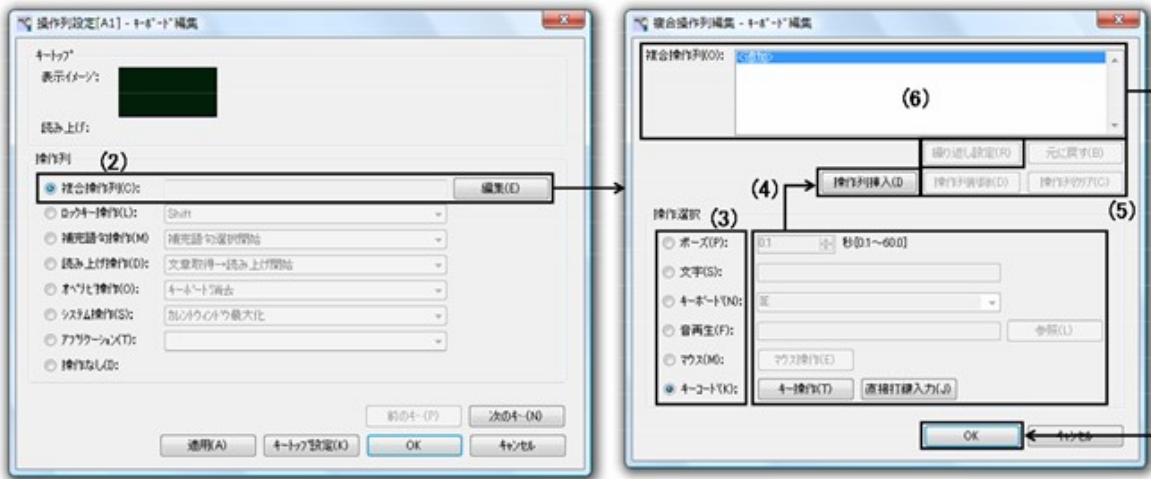 操作列設定[A1] - ｷｰﾎﾞｰﾄﾞ編集
ｷｰﾄｯﾌﾟ
表示ｲﾒｰｼﾞ:
読み上げ:
操作列
(2)
複合操作列(C):
編集(E)
ﾛｯｸｷｰ操作(L):
Shift
補完語句操作(M)
補完語句選択開始
読み上げ操作(D):
文章取得→読み上げ開始
ｵﾍﾟﾅﾋﾞ操作(O):
ｷｰﾎﾞｰﾄﾞ消去
ｼｽﾃﾑ操作(S):
ｶﾚﾝﾄｳｨﾝﾄﾞｳ最大化
ｱﾌﾟﾘｹｰｼｮﾝ(T):
操作なし(I):
前のｷｰ(P)
次のｷｰ(N)
適用(A)
ｷｰﾄｯﾌﾟ設定(K)
OK
ｷｬﾝｾﾙ
複合操作列編集 - ｷｰﾎﾞｰﾄﾞ編集
複合操作列(O):
<追加>
(6)
繰り返し設定(R)
元に戻す(B)
(4)
操作列挿入(I
操作列削除(D)
操作列ｸﾘｱ(C)
(5)
操作選択
(3)
ﾎﾟｰｽﾞ(P):
0.1
秒[0.1～60.0]
文字(S):
ｷｰﾎﾞｰﾄﾞ(N):
IE
音再生(F):
参照(L)
ﾏｳｽ(M):
ﾏｳｽ操作(E)
ｷｰｺｰﾄﾞ(K):
ｷｰ操作(T)
直接打鍵入力(J)
OK
ｷｬﾝｾﾙ